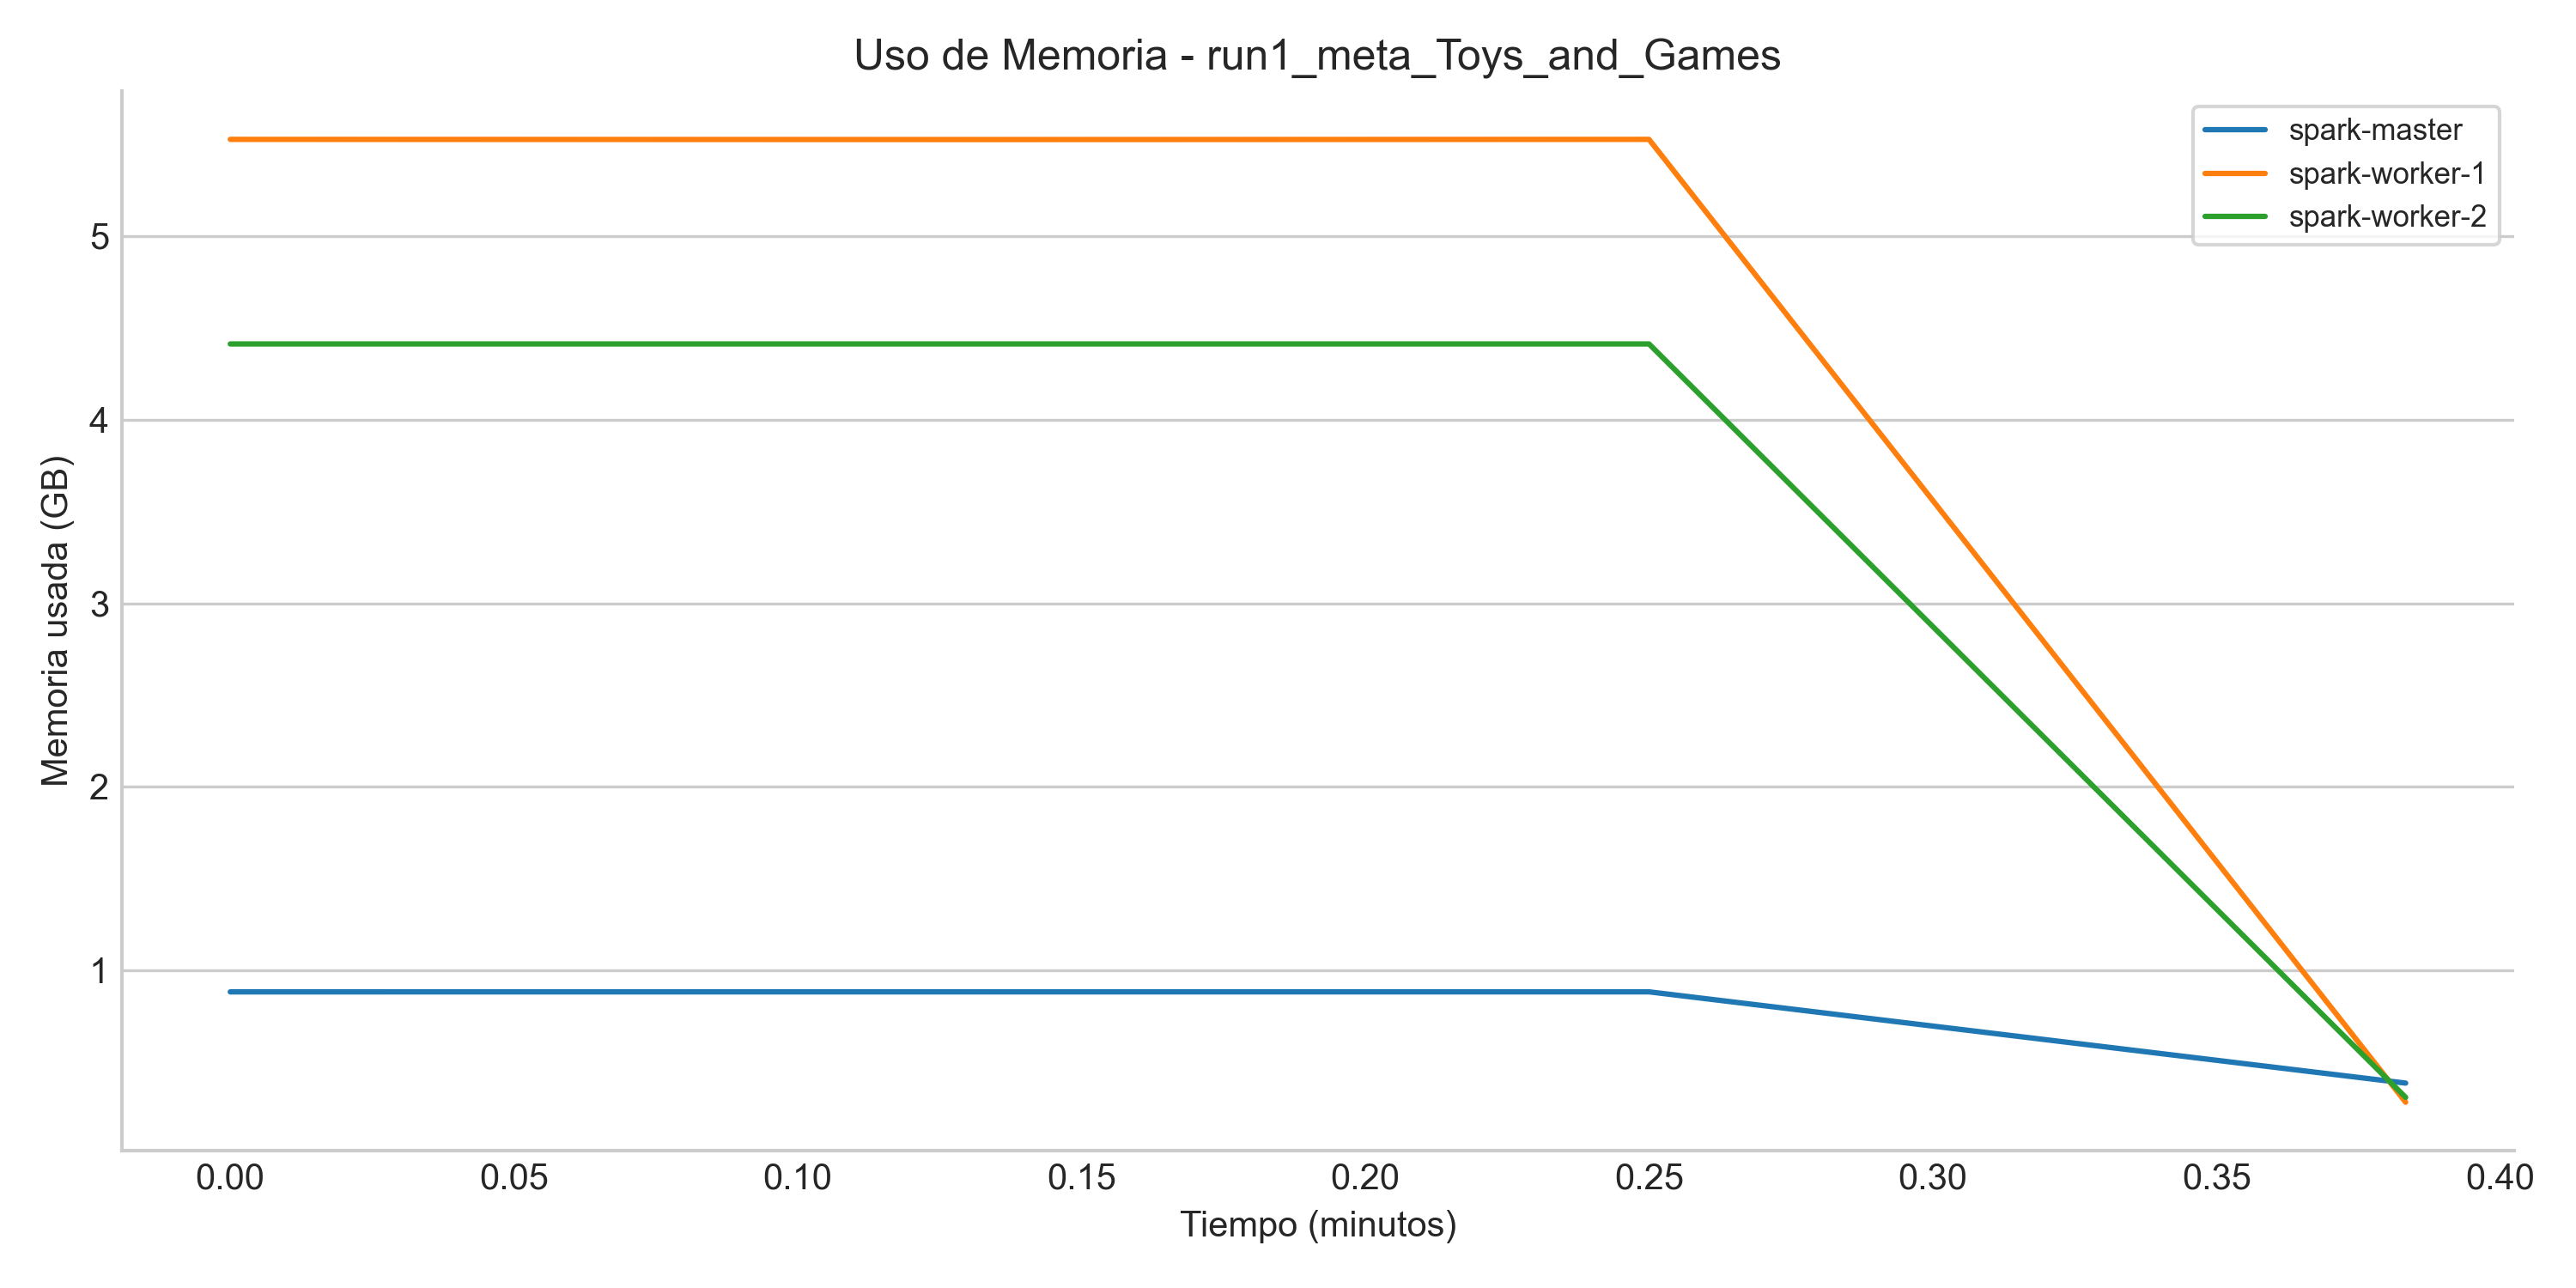 Uso de Memoria - run1_meta_Toys_and_Games
spark-master
spark-worker-1
spark-worker-2
Memoria usada (GB)
5
4
3
2
1
0.00 0.05 0.10 0.15 0.20 0.25 0.30 0.35 0.40
Tiempo (minutos)